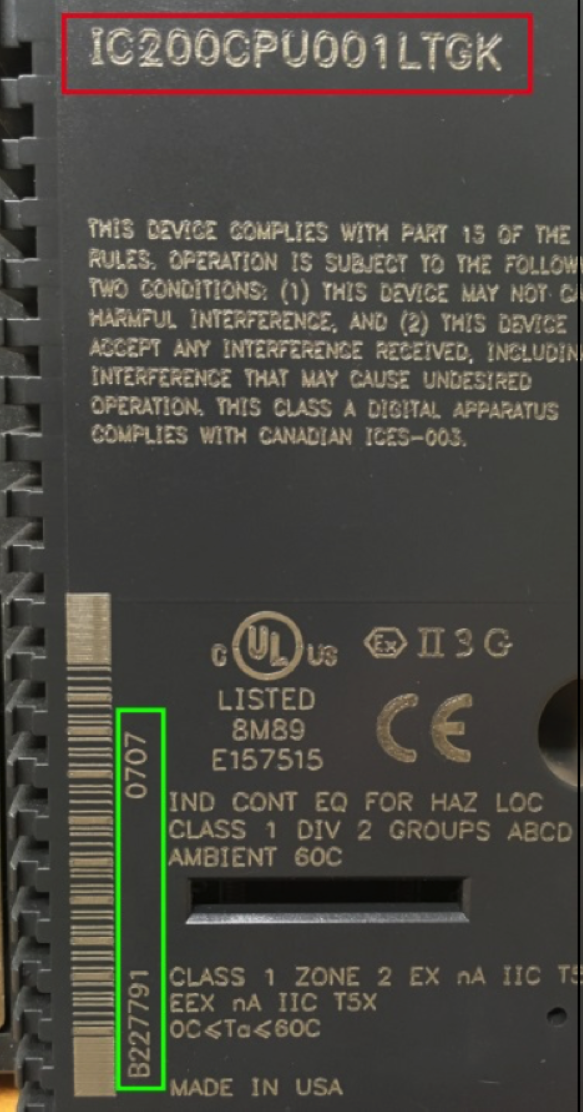 IC200CPU001LTGK
THIS DEVICE COMPLIES WITH PART 15 OF THE
RULES. OPERATION IS SUBJECT TO THE
TWO CONDITIONS: (1) THIS DEVICE MAY NOT
HARMFUL INTERFERENCE, AND (2) THIS DEVICE
ACCEPT ANY INTERFERENCE RECEIVED,
INTERFERENCE THAT MAY CAUSE UNDESIRED
OPERATION. THIS CLASS A DIGITAL APPARATUS
COMPLIES WITH CANADIAN ICES-003.
C UL US Ex II 3 G
LISTED
8M89
E157515
CE
B227791 0707
IND CONT EQ FOR HAZ LOC
CLASS 1 DIV 2 GROUPS ABCD
AMBIENT 60C
CLASS 1 ZONE 2 EX nA IIC
EEX nA IIC T5X
0C≤Ta≤60C
MADE IN USA